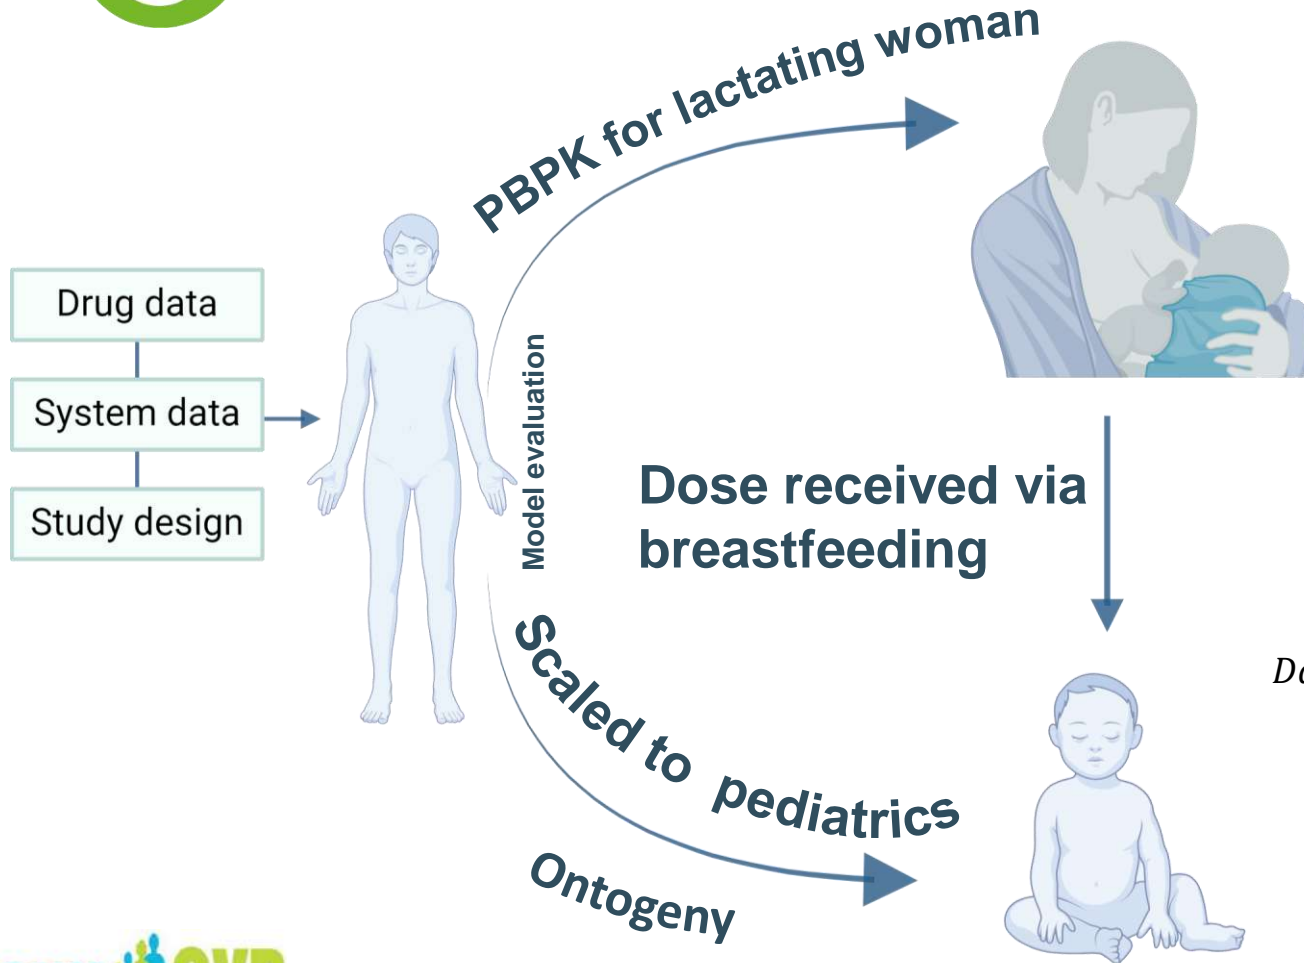 PBPK for lactating woman
Drug data
System data
Study design
Model evaluation
Dose received via
breastfeeding
Scaled to pediatrics
Ontogeny